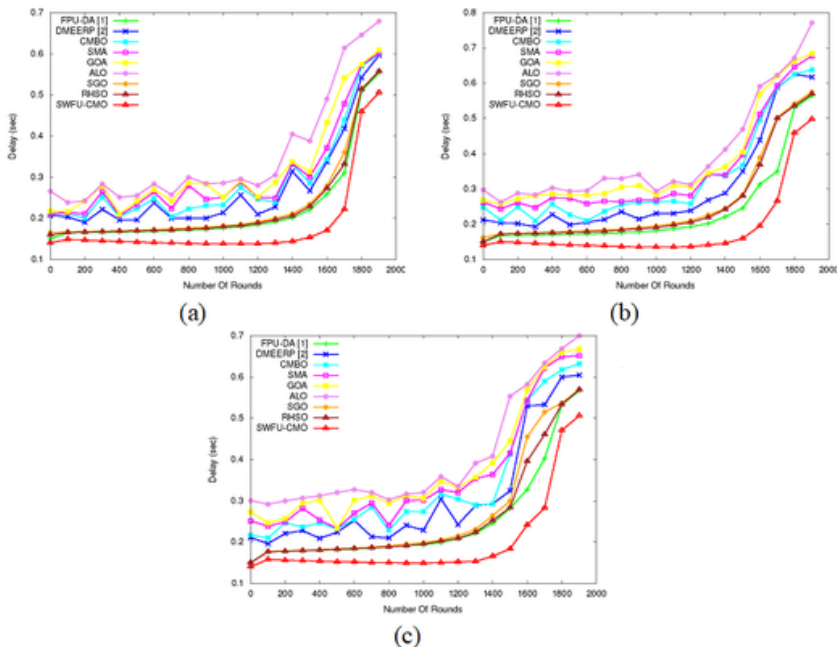 FPU-DA [1]
DMEERP [2]
CMBO
SMA
GOA
ALO
SGO
RHSO
SWFU-CMO
Delay (sec)
0.7
0.6
0.5
0.4
0.3
0.2
0.1
0 200 400 600 800 1000 1200 1400 1600 1800 2000
Number Of Rounds
(a)
FPU-DA [1]
DMEERP [2]
CMBO
SMA
GOA
ALO
SGO
RHSO
SWFU-CMO
Delay (sec)
0.8
0.7
0.6
0.5
0.4
0.3
0.2
0.1
0 200 400 600 800 1000 1200 1400 1600 1800 2000
Number Of Rounds
(b)
FPU-DA [1]
DMEERP [2]
CMBO
SMA
GOA
ALO
SGO
RHSO
SWFU-CMO
Delay (sec)
0.7
0.6
0.5
0.4
0.3
0.2
0.1
0 200 400 600 800 1000 1200 1400 1600 1800 2000
Number Of Rounds
(c)